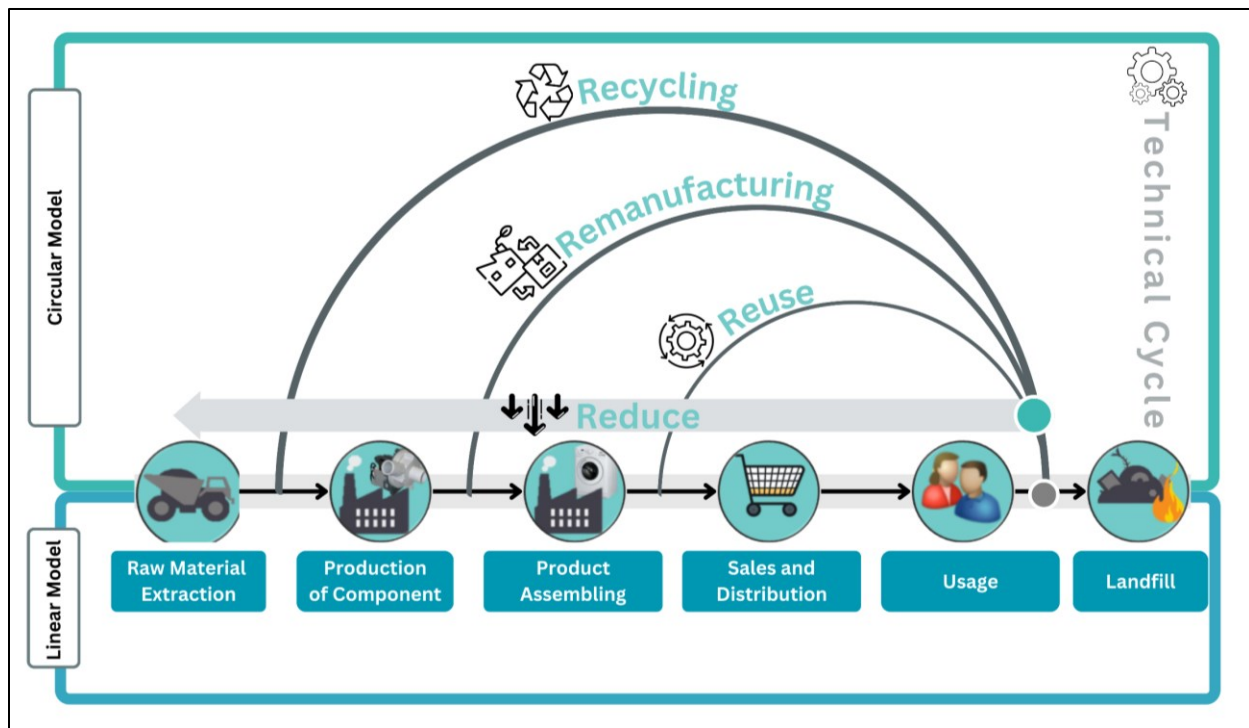 Recycling
Remanufacturing
Reuse
Reduce
Technical Cycle
Circular Model
Linear Model
Raw Material
Extraction
Production
of Component
Product
Assembling
Sales and
Distribution
Usage
Landfill